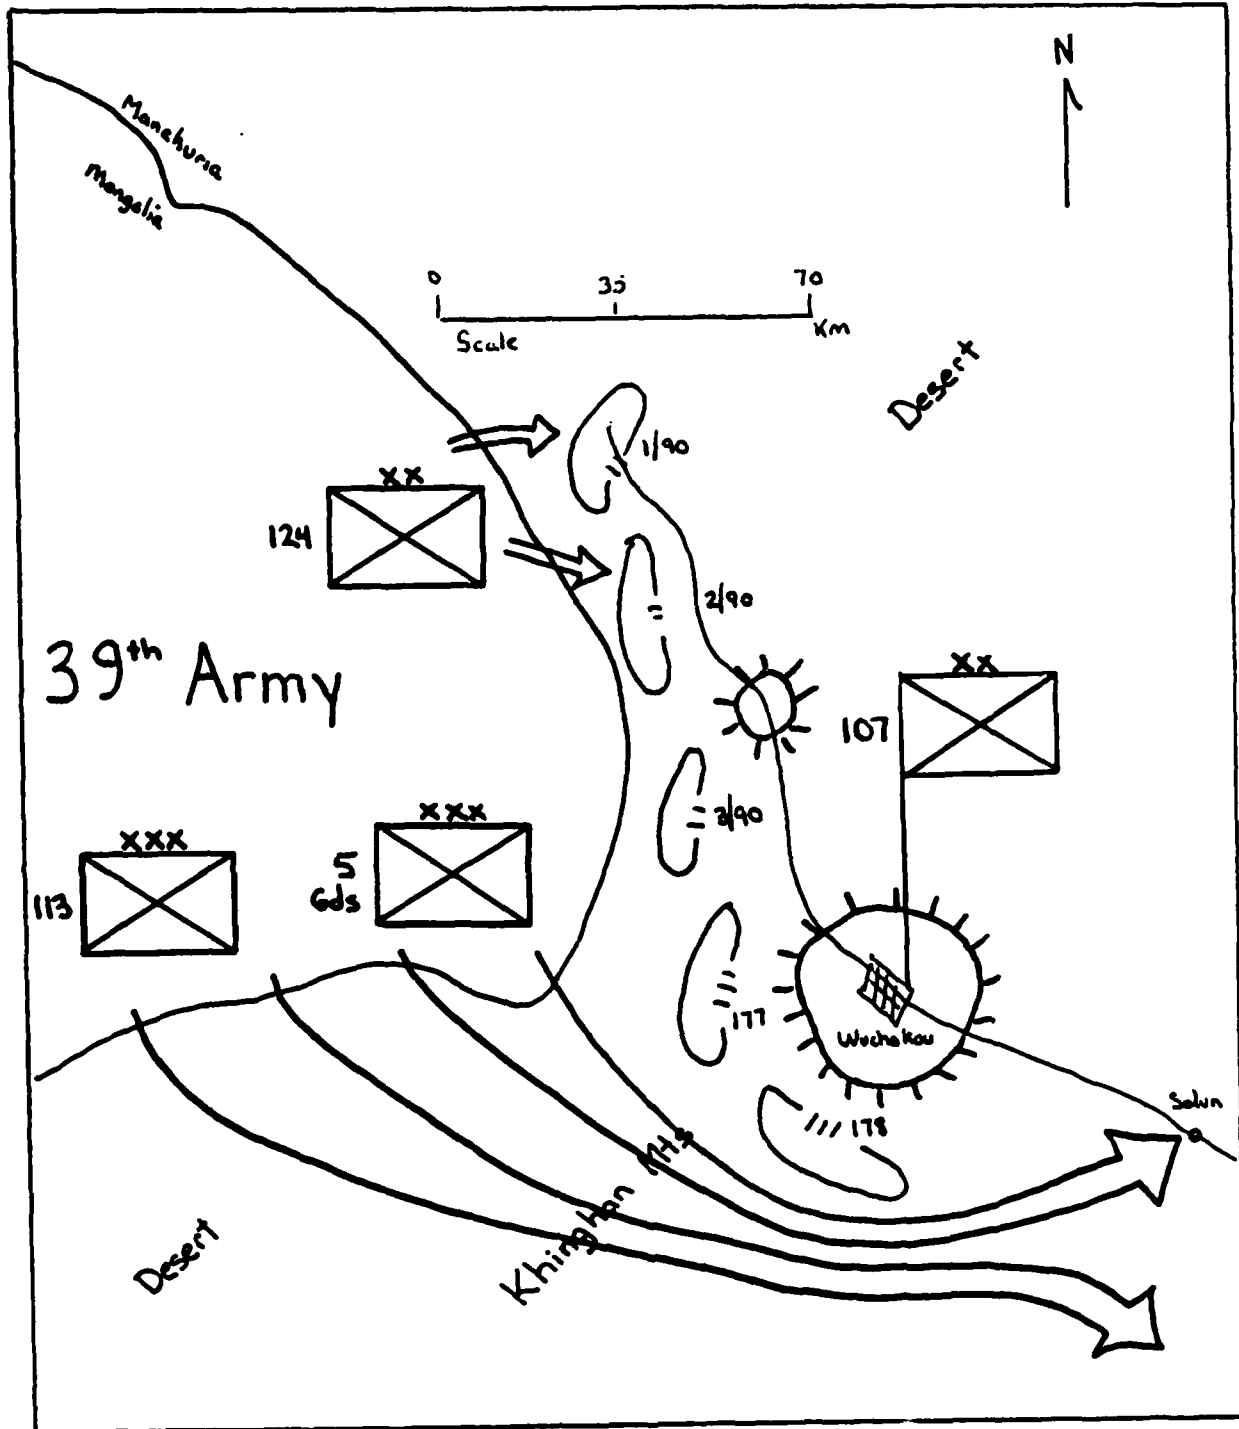 N
Manchuria
Mongolia
0 35 70
Scale Km
Desert
1/90
XX
124
2/90
39th Army
XX
107
3/90
XXX
5
Gds
XXX
113
177
Wuchakou
Solun
178
Khinghan Mts
Desert